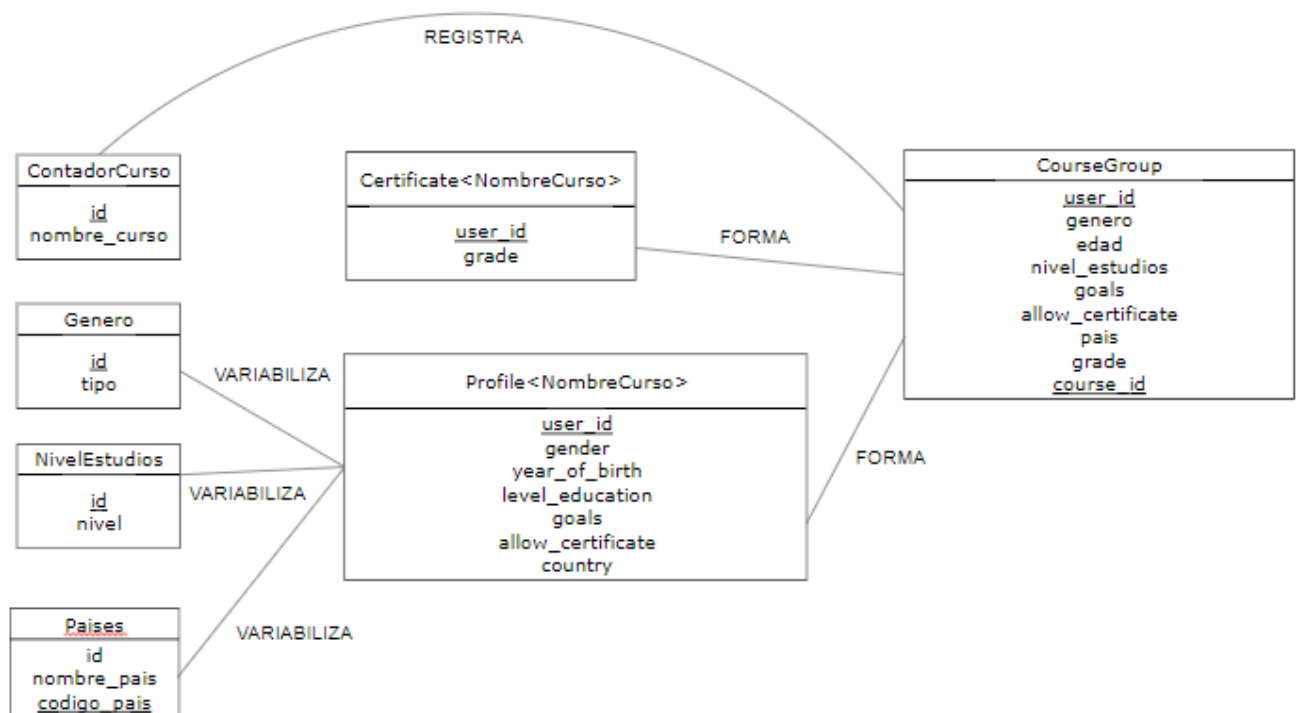 REGISTRA
ContadorCurso
id
nombre_curso
Certificate<NombreCurso>
user_id
grade
FORMA
CourseGroup
user_id
genero
edad
nivel_estudios
goals
allow_certificate
pais
grade
course_id
Genero
id
tipo
VARIABILIZA
NivelEstudios
id
nivel
VARIABILIZA
Profile<NombreCurso>
user_id
gender
year_of_birth
level_education
goals
allow_certificate
country
FORMA
Paises
id
nombre_pais
codigo_pais
VARIABILIZA